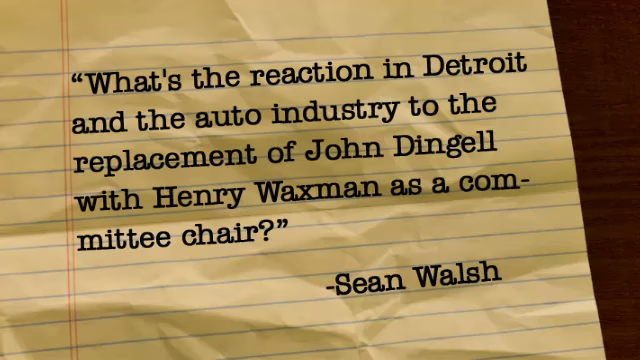 “What's the reaction in Detroit
and the auto industry to the
replacement of John Dingell
with Henry Waxman as a com-
mittee chair?”
-Sean Walsh